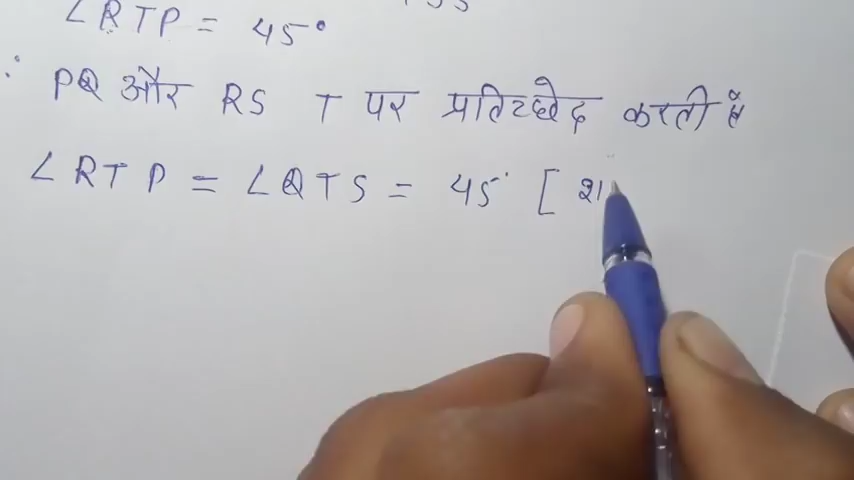 ∠RTP = 45°
∴ PQ और RS T पर प्रतिच्छेद करती हैं
∠RTP = ∠QTS = 45° [ शी